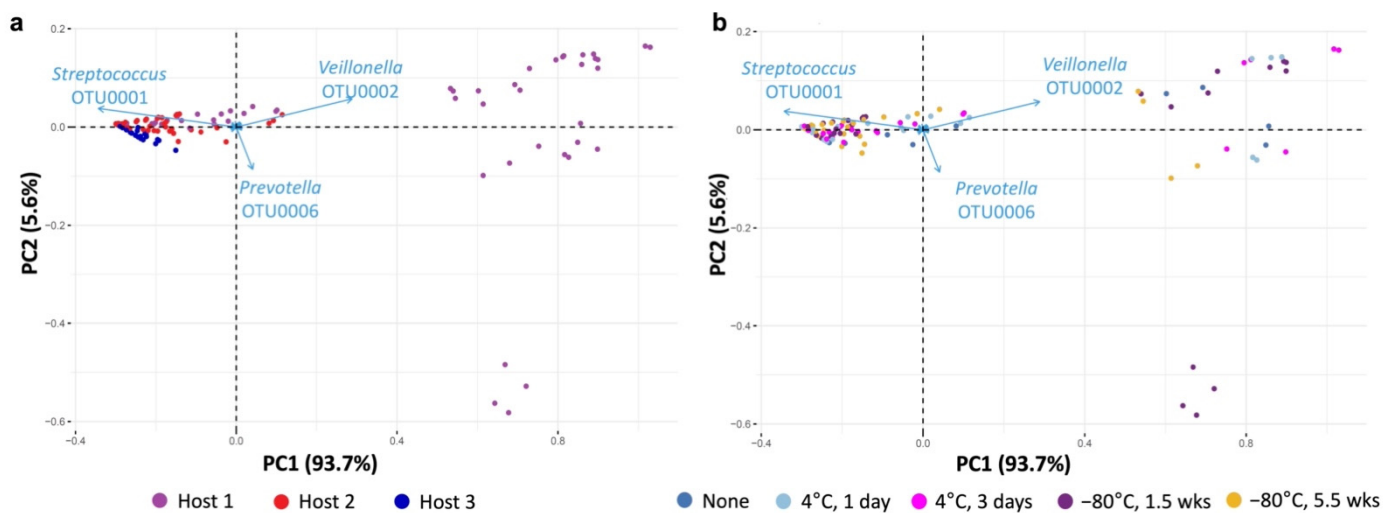 a
0.2
0.0
−0.2
−0.4
−0.6
PC2 (5.6%)
Streptococcus
OTU0001
Veillonella
OTU0002
Prevotella
OTU0006
−0.4
0.0
0.4
0.8
PC1 (93.7%)
Host 1
Host 2
Host 3
b
0.2
0.0
−0.2
−0.4
−0.6
PC2 (5.6%)
Streptococcus
OTU0001
Veillonella
OTU0002
Prevotella
OTU0006
−0.4
0.0
0.4
0.8
PC1 (93.7%)
None
4°C, 1 day
4°C, 3 days
−80°C, 1.5 wks
−80°C, 5.5 wks